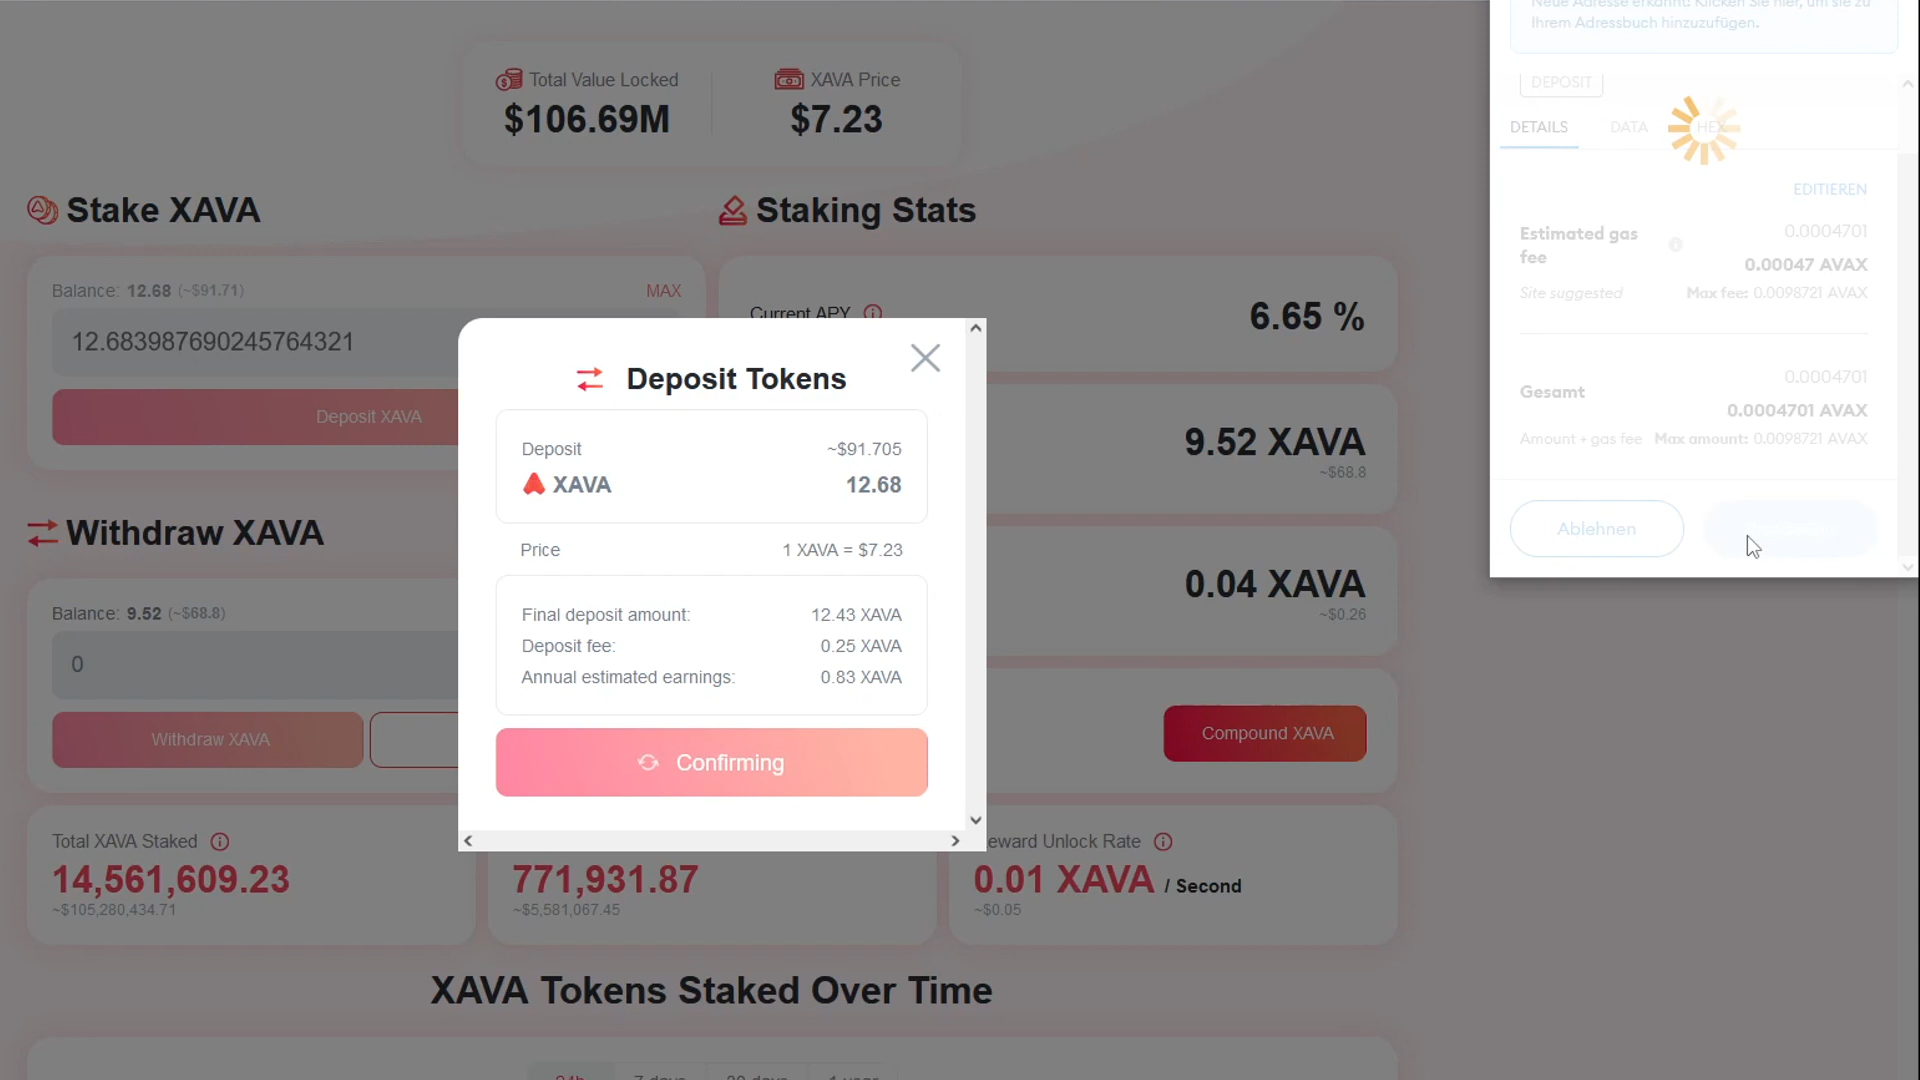 Total Value Locked
$106.69M
XAVA Price
$7.23
Stake XAVA
Balance: 12.68 (~$91.71)
MAX
12.683987690245764321
Deposit XAVA
Withdraw XAVA
Balance: 9.52 (~$68.8)
0
Withdraw XAVA
Staking Stats
Current APY
6.65 %
9.52 XAVA
~$68.8
0.04 XAVA
~$0.26
Compound XAVA
Deposit Tokens
Deposit
~$91.705
XAVA
12.68
Price
1 XAVA = $7.23
Final deposit amount:
12.43 XAVA
Deposit fee:
0.25 XAVA
Annual estimated earnings:
0.83 XAVA
Confirming
Total XAVA Staked
14,561,609.23
~$105,280,434.71
771,931.87
~$5,581,067.45
eward Unlock Rate
0.01 XAVA / Second
~$0.05
XAVA Tokens Staked Over Time
24h
7 days
30 days
1 year
Neue Adresse erkannt! Klicken Sie hier, um sie zu
Ihrem Adressbuch hinzuzufügen.
DEPOSIT
DETAILS
DATA
HEX
EDITIEREN
Estimated gas
fee
0.0004701
0.00047 AVAX
Site suggested
Max fee: 0.0098721 AVAX
Gesamt
0.0004701
0.0004701 AVAX
Amount + gas fee
Max amount: 0.0098721 AVAX
Ablehnen